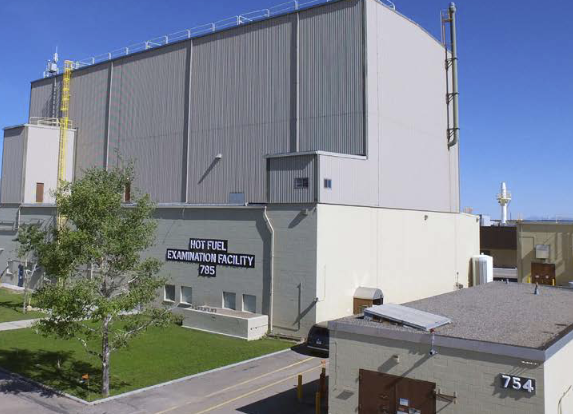 HOT FUEL
EXAMINATION FACILITY
785
754